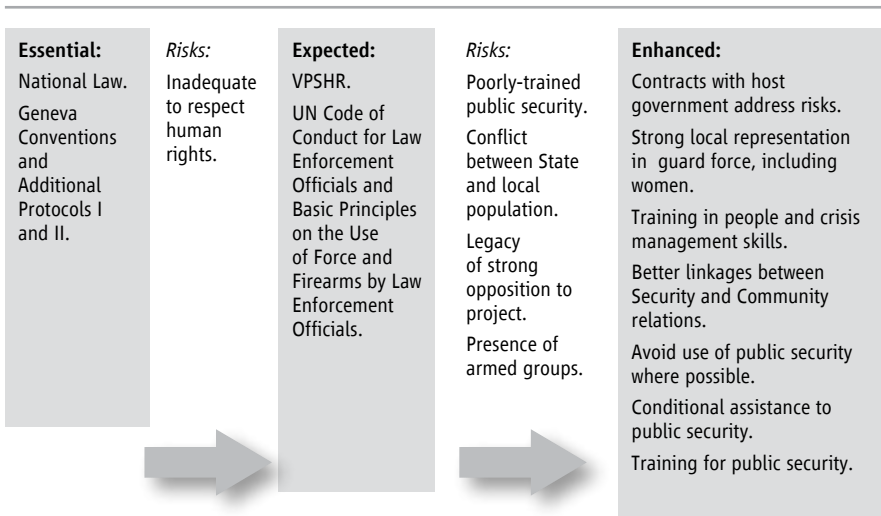 Essential:
National Law.
Geneva
Conventions
and
Additional
Protocols I
and II.
Risks:
Inadequate
to respect
human
rights.
Expected:
VPSHR.
UN Code of
Conduct for Law
Enforcement
Officials and
Basic Principles
on the Use
of Force and
Firearms by Law
Enforcement
Officials.
Risks:
Poorly-trained
public security.
Conflict
between State
and local
population.
Legacy
of strong
opposition to
project.
Presence of
armed groups.
Enhanced:
Contracts with host
government address risks.
Strong local representation
in guard force, including
women.
Training in people and crisis
management skills.
Better linkages between
Security and Community
relations.
Avoid use of public security
where possible.
Conditional assistance to
public security.
Training for public security.